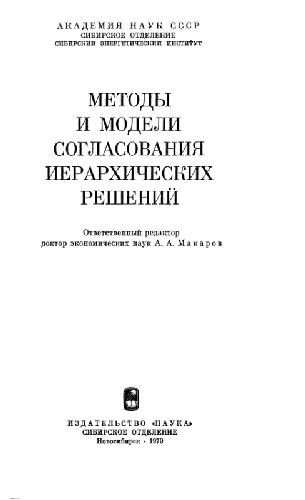 АКАДЕМИЯ НАУК СССР
СИБИРСКОЕ ОТДЕЛЕНИЕ
СИБИРСКИЙ ЭНЕРГЕТИЧЕСКИЙ ИНСТИТУТ
МЕТОДЫ
И МОДЕЛИ
СОГЛАСОВАНИЯ
ИЕРАРХИЧЕСКИХ
РЕШЕНИЙ
Ответственный редактор
доктор экономических наук А. А. Макаров
ИЗДАТЕЛЬСТВО «НАУКА»
СИБИРСКОЕ ОТДЕЛЕНИЕ
Новосибирск · 1979